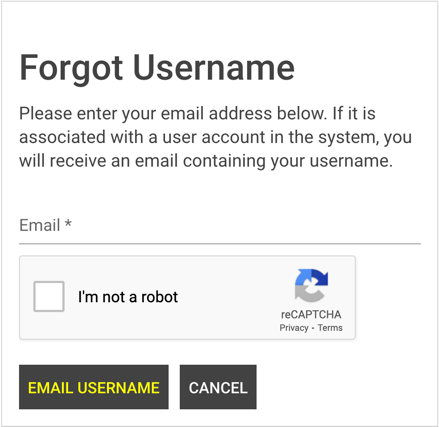 Forgot Username
Please enter your email address below. If it is
associated with a user account in the system, you
will receive an email containing your username.
Email *
I'm not a robot
reCAPTCHA
Privacy - Terms
EMAIL USERNAME
CANCEL